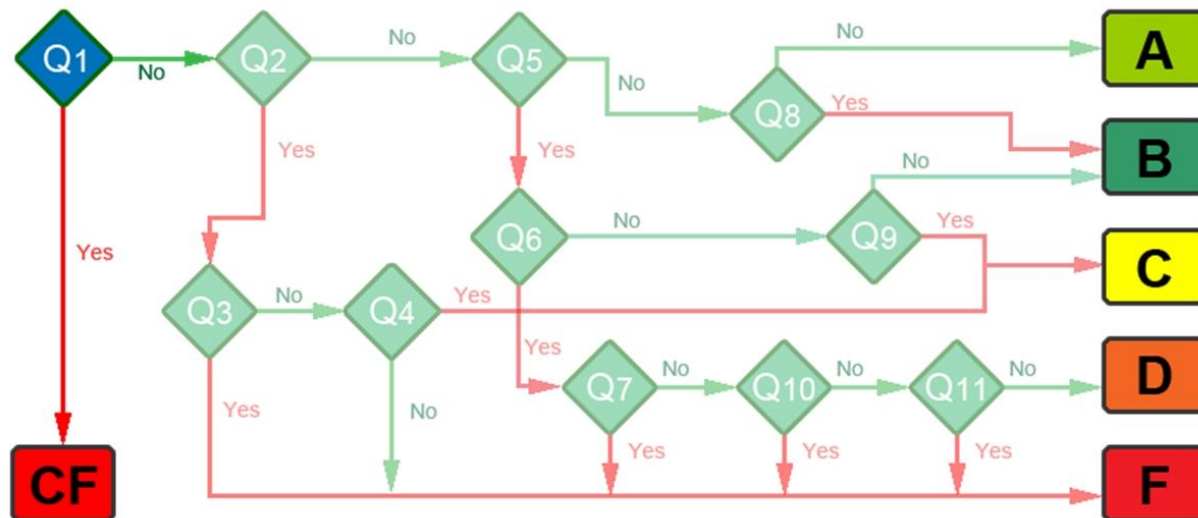 Q1
No
Q2
No
Q5
No
Q8
No
A
Yes
B
Yes
Yes
Yes
Yes
Q6
No
Q9
No
Yes
C
Q3
No
Q4
Yes
Yes
No
Yes
Q7
No
Q10
No
Q11
No
D
Yes
Yes
Yes
CF
F